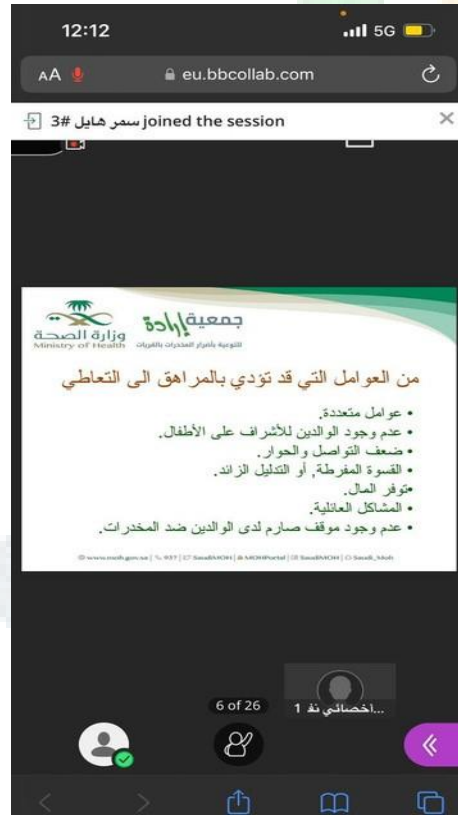 12:12
5G
AA
eu.bbcollab.com
سمر هايل #3 joined the session
وزارة الصحة
Ministry of Health
جمعية إرادة
للتوعية بأضرار المخدرات بالقريات
من العوامل التي قد تؤدي بالمراهق الى التعاطي
• عوامل متعددة.
• عدم وجود الوالدين للأشراف على الأطفال.
• ضعف التواصل والحوار.
• القسوة المفرطة, أو التدليل الزائد.
•توفر المال.
• المشاكل العائلية.
• عدم وجود موقف صارم لدى الوالدين ضد المخدرات.
www.moh.gov.sa | 937 | SaudiMOH | MOHPortal | SaudiMOH | Saudi_Moh
6 of 26
اخصائي نف 1...